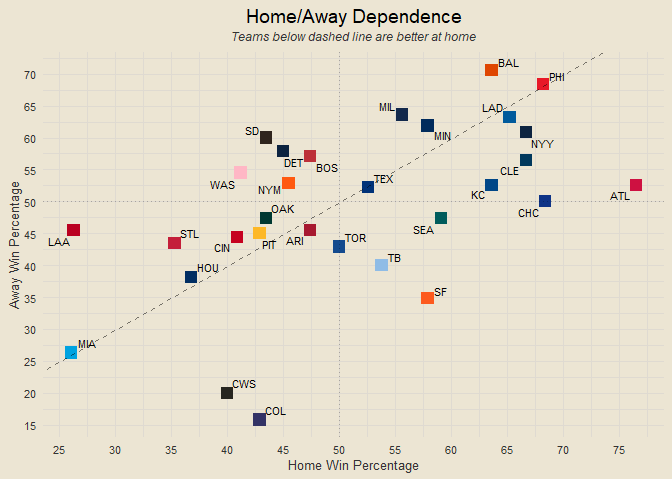 Home/Away Dependence
Teams below dashed line are better at home
BAL
PHI
MIL
LAD
SD
MIN
NYY
DET
BOS
CLE
WAS
NYM
TEX
KC
ATL
CHC
OAK
LAA
STL
CIN
PIT
ARI
TOR
SEA
TB
HOU
SF
MIA
CWS
COL
Away Win Percentage
70
65
60
55
50
45
40
35
30
25
20
15
25 30 35 40 45 50 55 60 65 70 75
Home Win Percentage